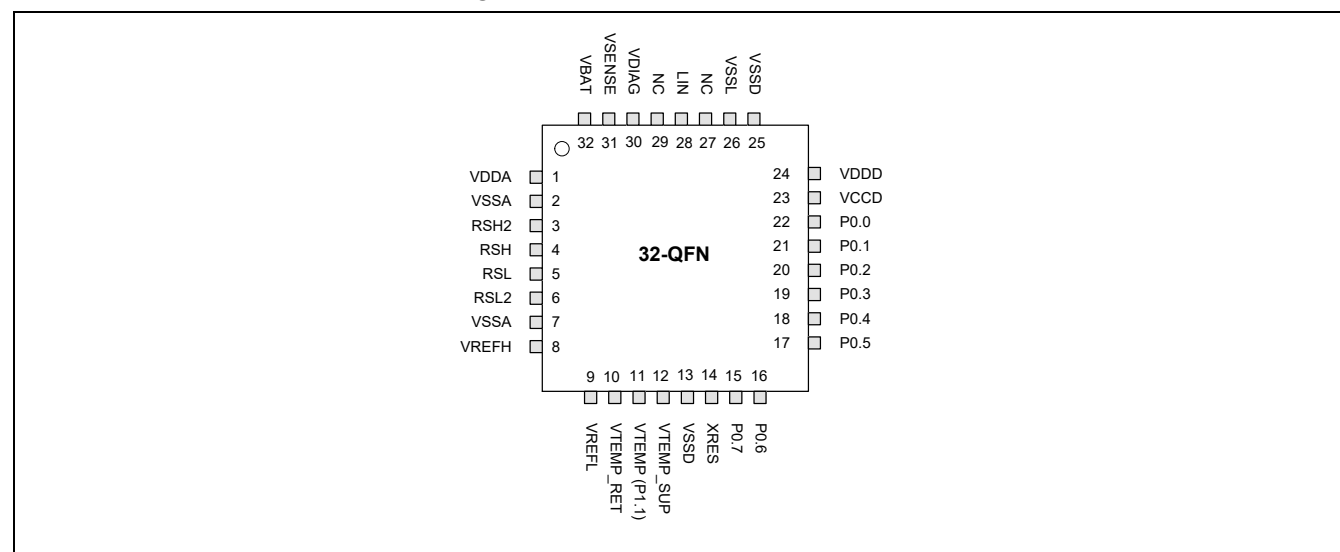 VBAT
VSENSE
VDIAG
NC
LIN
NC
VSSL
VSSD
32 31 30 29 28 27 26 25
VDDA 1 24 VDDD
VSSA 2 23 VCCD
RSH2 3 22 P0.0
RSH 4 21 P0.1
32-QFN
RSL 5 20 P0.2
RSL2 6 19 P0.3
VSSA 7 18 P0.4
VREFH 8 17 P0.5
9 10 11 12 13 14 15 16
VREFL
VTEMP_RET
VTEMP (P1.1)
VTEMP_SUP
VSSD
XRES
P0.7
P0.6